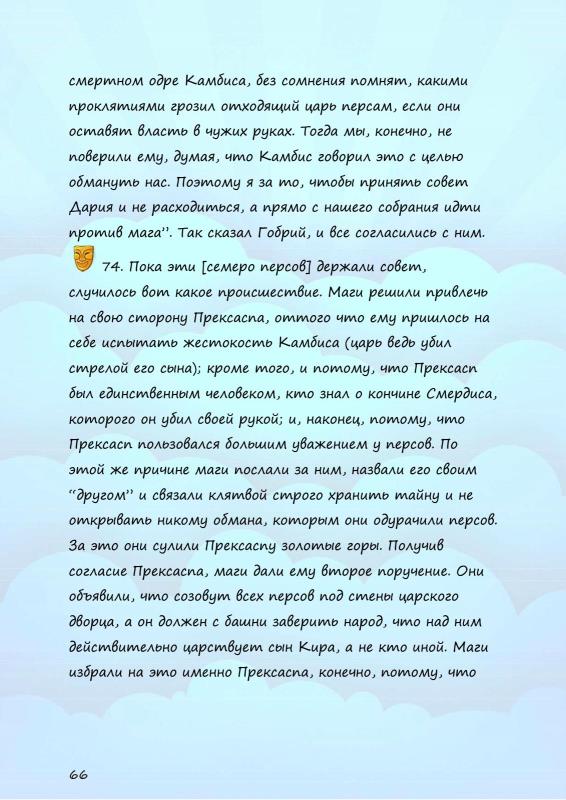 смертном одре Камбиса, без сомнения помнят, какими
проклятиями грозил отходящий царь персам, если они
оставят власть в чужих руках. Тогда мы, конечно, не
поверили ему, думая, что Камбис говорил это с целью
обмануть нас. Поэтому я за то, чтобы принять совет
Дария и не расходиться, а прямо с нашего собрания идти
против мага”. Так сказал Гобрий, и все согласились с ним.
74. Пока эти [семеро персов] держали совет,
случилось вот какое происшествие. Маги решили привлечь
на свою сторону Прексаспа, оттого что ему пришлось на
себе испытать жестокость Камбиса (царь ведь убил
стрелой его сына); кроме того, и потому, что Прексасп
был единственным человеком, кто знал о кончине Смердиса,
которого он убил своей рукой; и, наконец, потому, что
Прексасп пользовался большим уважением у персов. По
этой же причине маги послали за ним, назвали его своим
“другом” и связали клятвой строго хранить тайну и не
открывать никому обмана, которым они одурачили персов.
За это они сулили Прексаспу золотые горы. Получив
согласие Прексаспа, маги дали ему второе поручение. Они
объявили, что созовут всех персов под стены царского
дворца, а он должен с башни заверить народ, что над ним
действительно царствует сын Кира, а не кто иной. Маги
избрали на это именно Прексаспа, конечно, потому, что
66